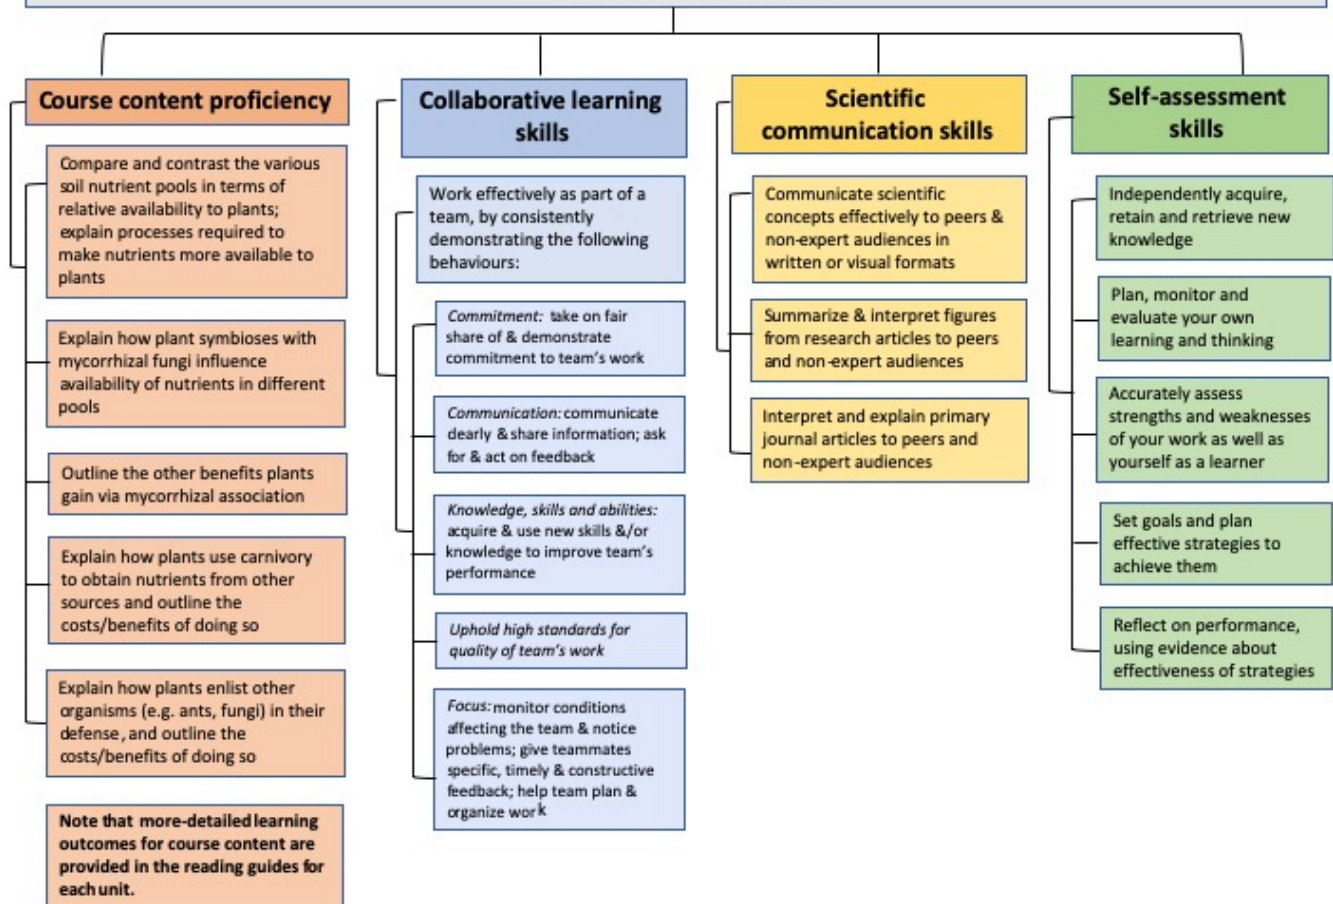 Course content proficiency
Compare and contrast the various
soil nutrient pools in terms of
relative availability to plants;
explain processes required to
make nutrients more available to
plants
Explain how plant symbioses with
mycorrhizal fungi influence
availability of nutrients in different
pools
Outline the other benefits plants
gain via mycorrhizal association
Explain how plants use carnivory
to obtain nutrients from other
sources and outline the
costs/benefits of doing so
Explain how plants enlist other
organisms (e.g. ants, fungi) in their
defense, and outline the
costs/benefits of doing so
Note that more-detailed learning
outcomes for course content are
provided in the reading guides for
each unit.
Collaborative learning
skills
Work effectively as part of a
team, by consistently
demonstrating the following
behaviours:
Commitment: take on fair
share of & demonstrate
commitment to team's work
Communication: communicate
clearly & share information; ask
for & act on feedback
Knowledge, skills and abilities:
acquire & use new skills &/or
knowledge to improve team's
performance
Uphold high standards for
quality of team's work
Focus: monitor conditions
affecting the team & notice
problems; give teammates
specific, timely & constructive
feedback; help team plan &
organize work
Scientific
communication skills
Communicate scientific
concepts effectively to peers &
non-expert audiences in
written or visual formats
Summarize & interpret figures
from research articles to peers
and non-expert audiences
Interpret and explain primary
journal articles to peers and
non-expert audiences
Self-assessment
skills
Independently acquire,
retain and retrieve new
knowledge
Plan, monitor and
evaluate your own
learning and thinking
Accurately assess
strengths and weaknesses
of your work as well as
yourself as a learner
Set goals and plan
effective strategies to
achieve them
Reflect on performance,
using evidence about
effectiveness of strategies